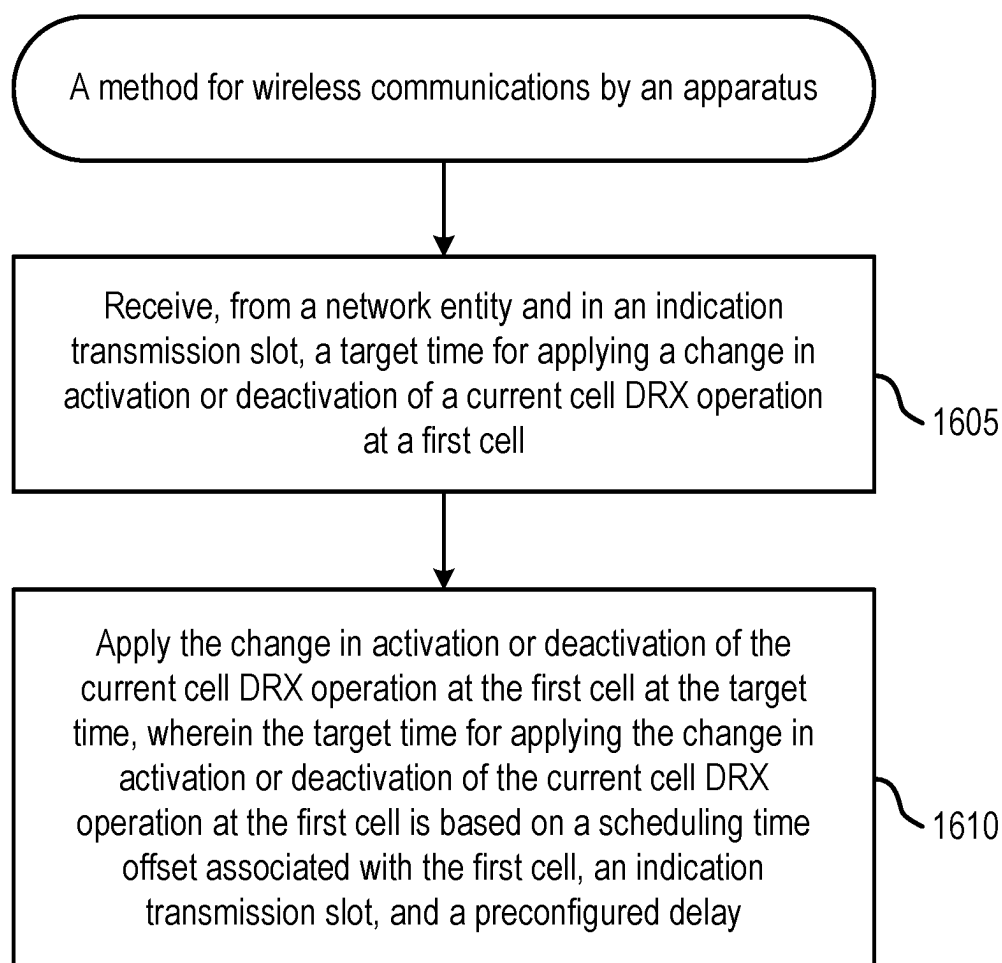 A method for wireless communications by an apparatus
Receive, from a network entity and in an indication
transmission slot, a target time for applying a change in
activation or deactivation of a current cell DRX operation
at a first cell
1605
Apply the change in activation or deactivation of the
current cell DRX operation at the first cell at the target
time, wherein the target time for applying the change in
activation or deactivation of the current cell DRX
operation at the first cell is based on a scheduling time
offset associated with the first cell, an indication
transmission slot, and a preconfigured delay
1610